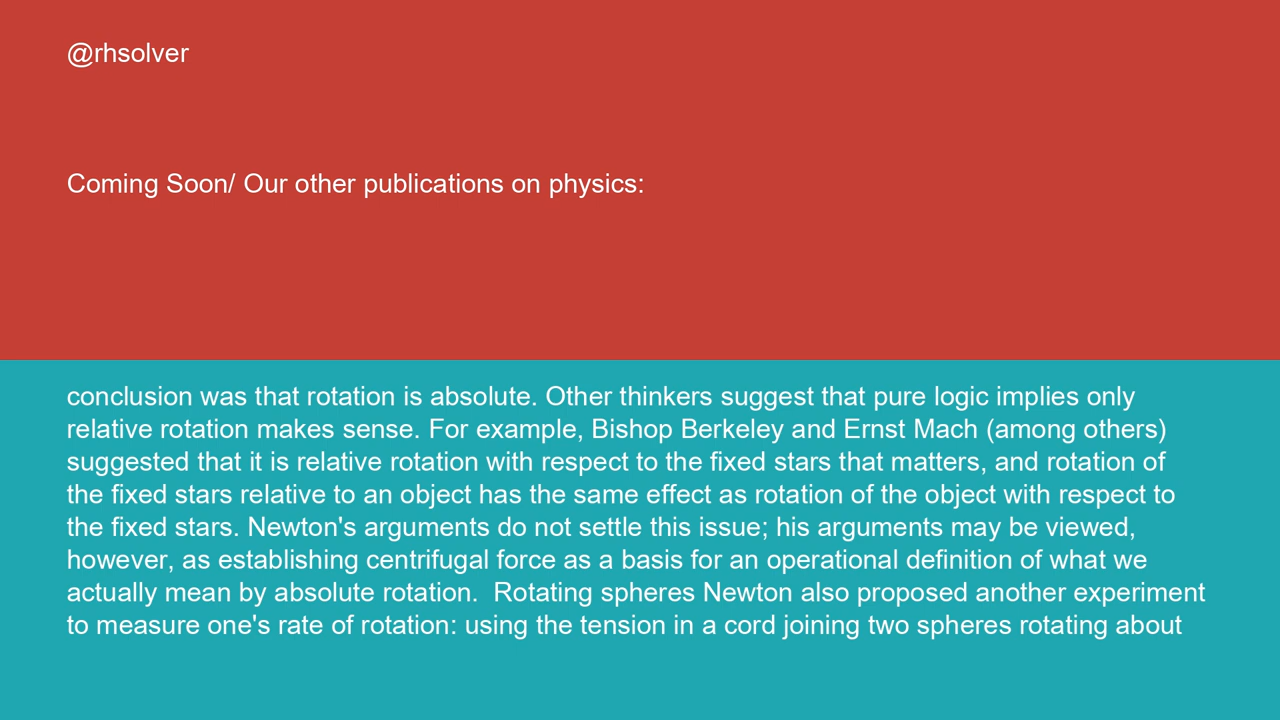 @rhsolver
Coming Soon/ Our other publications on physics:
conclusion was that rotation is absolute. Other thinkers suggest that pure logic implies only
relative rotation makes sense. For example, Bishop Berkeley and Ernst Mach (among others)
suggested that it is relative rotation with respect to the fixed stars that matters, and rotation of
the fixed stars relative to an object has the same effect as rotation of the object with respect to
the fixed stars. Newton's arguments do not settle this issue; his arguments may be viewed,
however, as establishing centrifugal force as a basis for an operational definition of what we
actually mean by absolute rotation.  Rotating spheres Newton also proposed another experiment
to measure one's rate of rotation: using the tension in a cord joining two spheres rotating about